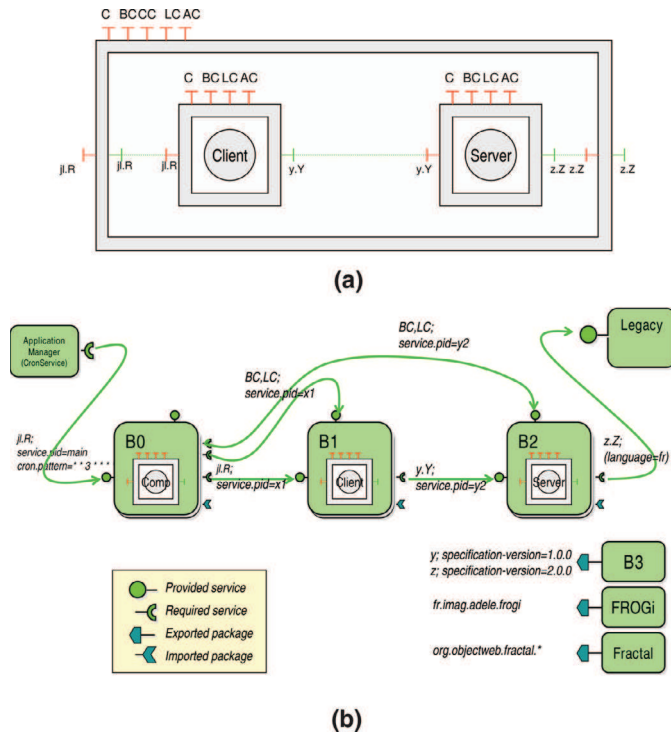 C BC CC LC AC
C BC LC AC
C BC LC AC
Client
Server
jl.R
jl.R
jl.R
y.Y
y.Y
z.Z
z.Z
z.Z
(a)
Application
Manager
(CronService)
BC,LC;
service.pid=y2
Legacy
BC,LC;
service.pid=x1
jl.R;
service.pid=main
cron.pattern=* * 3 * * * *
B0
Comp
jl.R;
service.pid=x1
B1
Client
y.Y;
service.pid=y2
B2
Server
z.Z;
(language=fr)
y; specification-version=1.0.0
z; specification-version=2.0.0
B3
fr.imag.adele.frogi
FROGi
org.objectweb.fractal.*
Fractal
Provided service
Required service
Exported package
Imported package
(b)